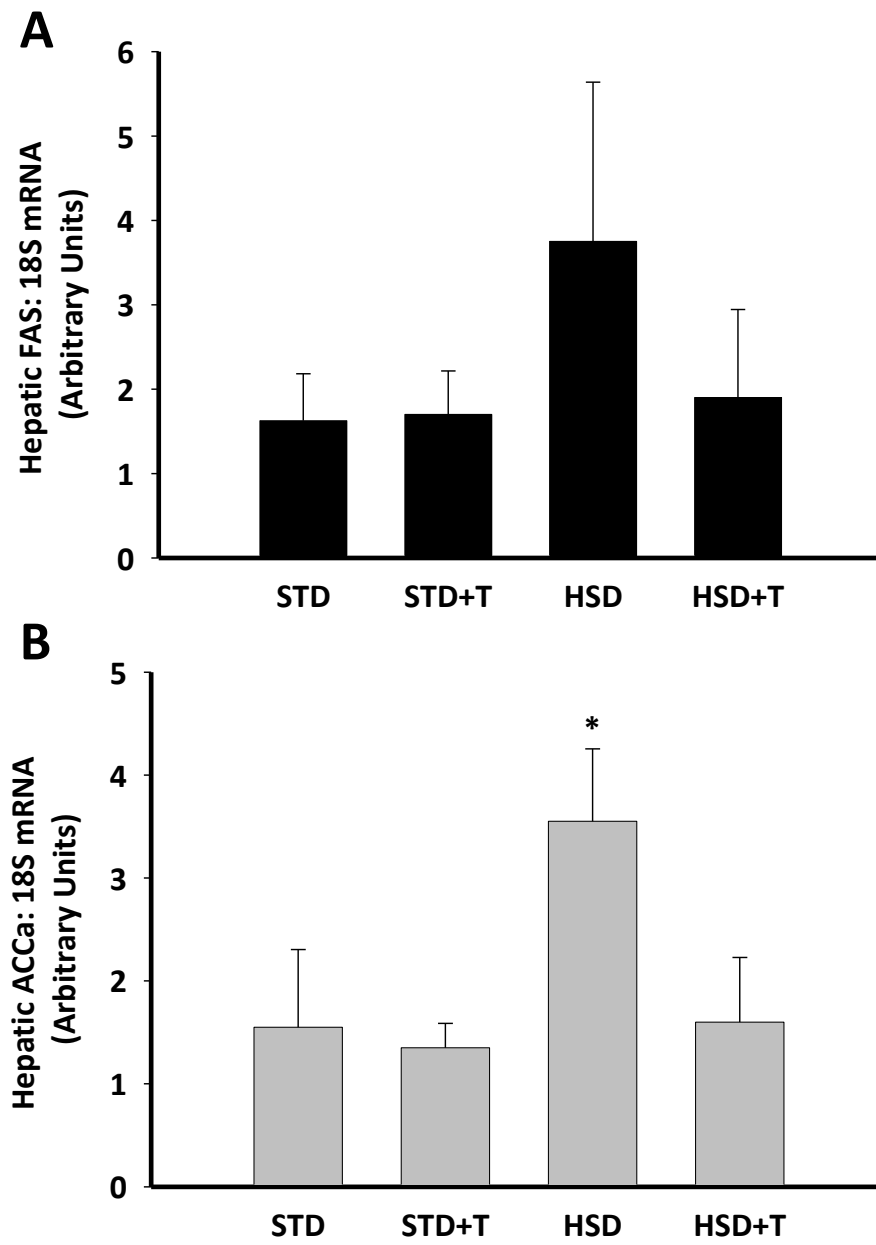 A
Hepatic FAS: 18S mRNA
(Arbitrary Units)
6
5
4
3
2
1
0
STD STD+T HSD HSD+T
B
Hepatic ACCa: 18S mRNA
(Arbitrary Units)
5
4
3
2
1
0
*
STD STD+T HSD HSD+T